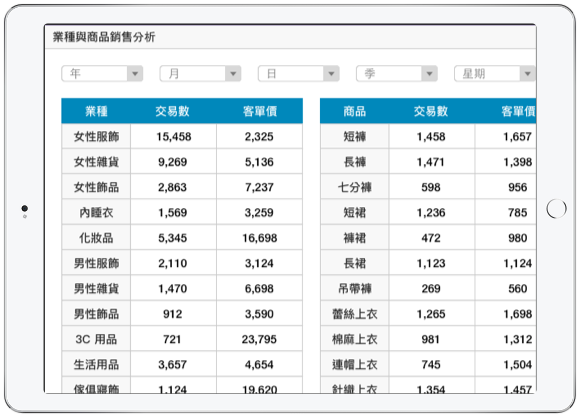 業種與商品銷售分析
年 月 日 季 星期
業種 交易數 客單價
女性服飾 15,458 2,325
女性雜貨 9,269 5,136
女性飾品 2,863 7,237
內睡衣 1,569 3,259
化妝品 5,345 16,698
男性服飾 2,110 3,124
男性雜貨 1,470 6,698
男性飾品 912 3,590
3C 用品 721 23,795
生活用品 3,657 4,654
傢俱寢飾 1,124 19,620
商品 交易數 客單價
短褲 1,458 1,657
長褲 1,471 1,398
七分褲 598 956
短裙 1,236 785
褲裙 472 980
長裙 1,123 1,124
吊帶褲 269 560
蕾絲上衣 1,265 1,698
棉麻上衣 981 1,312
連帽上衣 745 1,504
針織上衣 1,354 1,457